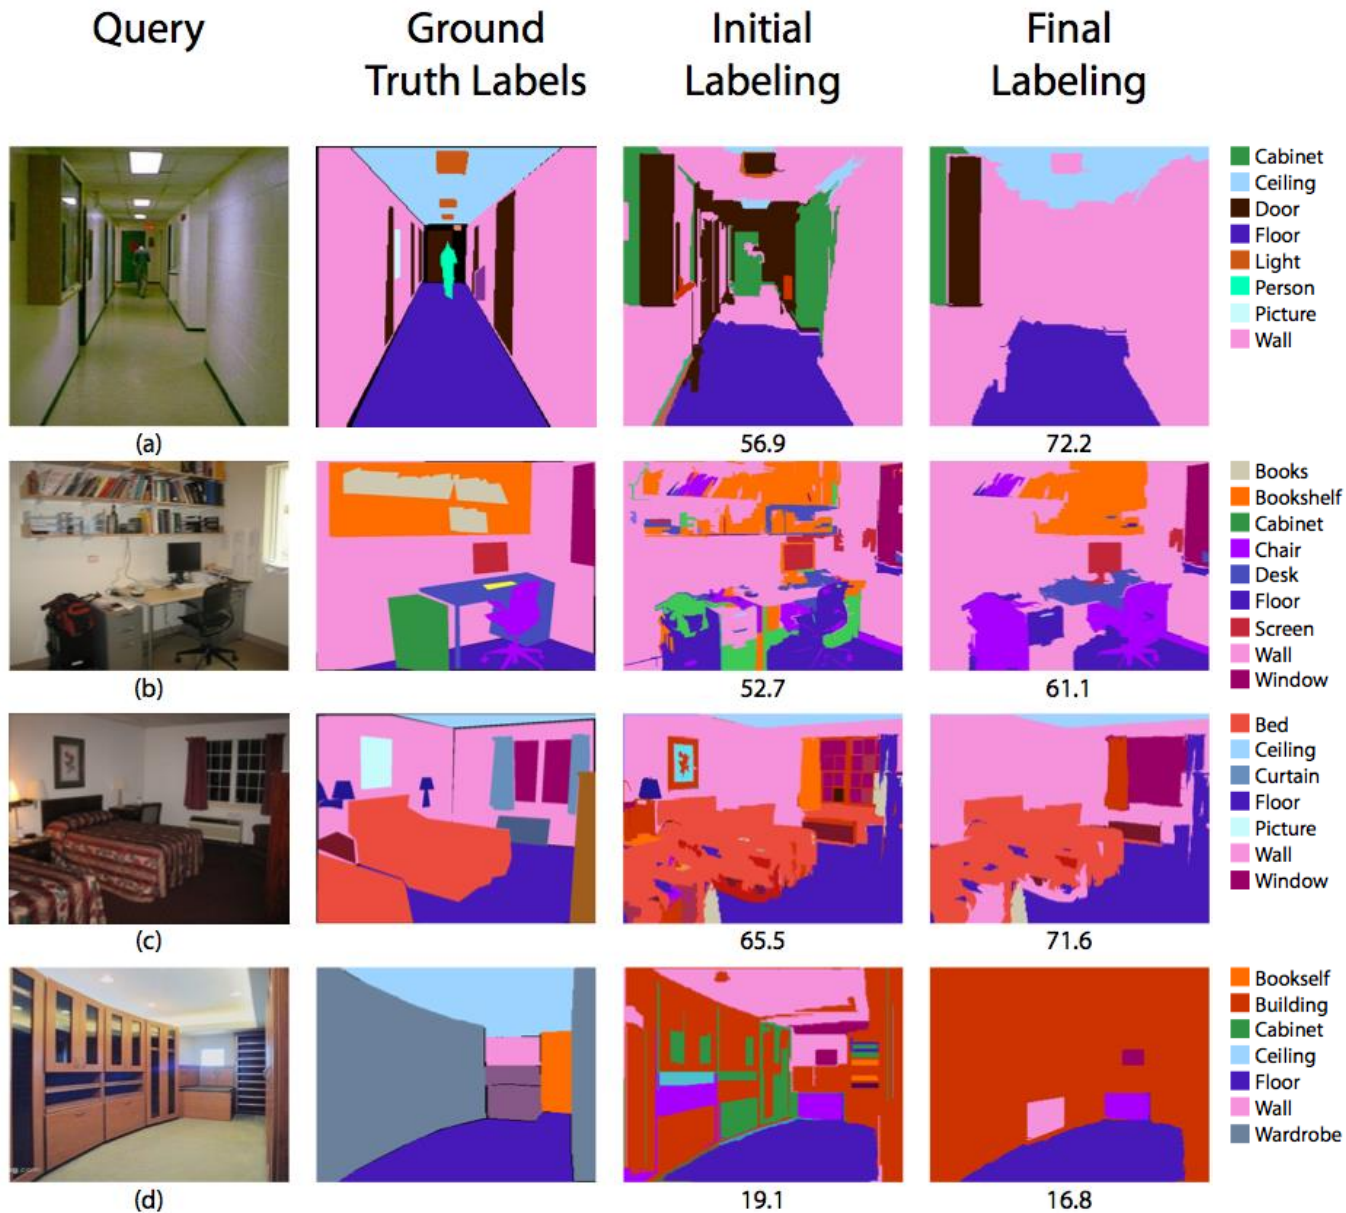 Query
Ground
Truth Labels
Initial
Labeling
Final
Labeling
Cabinet
Ceiling
Door
Floor
Light
Person
Picture
Wall
(a)
56.9
72.2
Books
Bookshelf
Cabinet
Chair
Desk
Floor
Screen
Wall
Window
(b)
52.7
61.1
Bed
Ceiling
Curtain
Floor
Picture
Wall
Window
(c)
65.5
71.6
Bookself
Building
Cabinet
Ceiling
Floor
Wall
Wardrobe
(d)
19.1
16.8